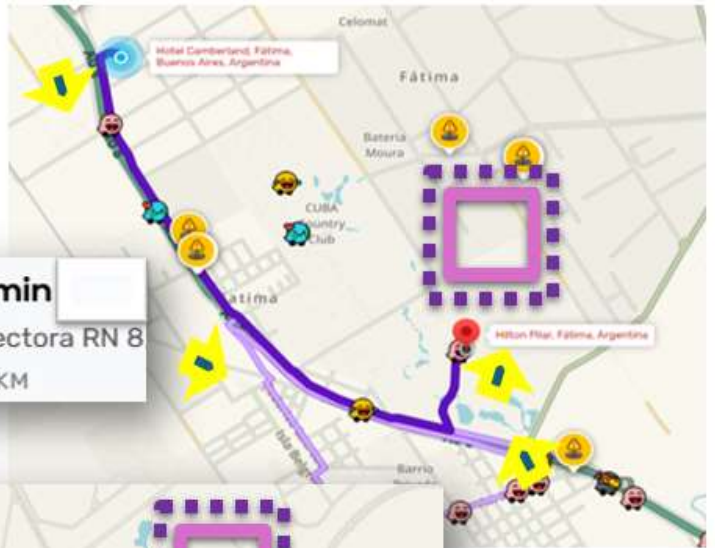 Celomat
Hotel Camberland, Fátima,
Buenos Aires, Argentina
Fátima
Bateria
Moura
CUBA
Country
Club
min
Fatima
ectora RN 8
Hilton Pilar, Fátima, Argentina
KM
Barrio